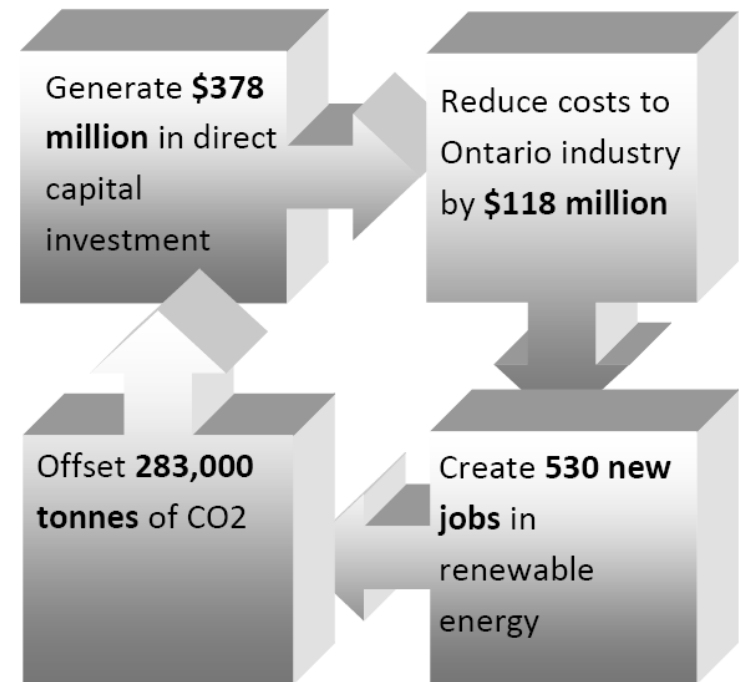 Generate $378
million in direct
capital
investment
Reduce costs to
Ontario industry
by $118 million
Offset 283,000
tonnes of CO2
Create 530 new
jobs in
renewable
energy